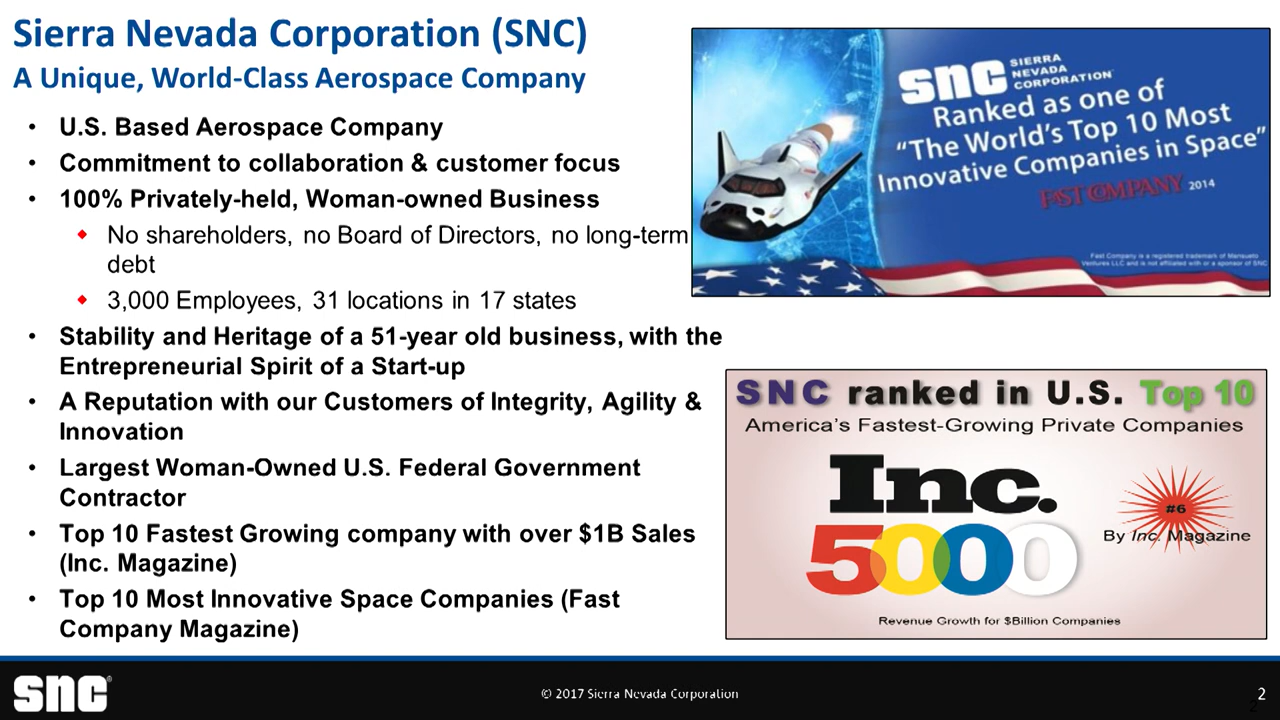 Sierra Nevada Corporation (SNC)
A Unique, World-Class Aerospace Company
• U.S. Based Aerospace Company
• Commitment to collaboration & customer focus
• 100% Privately-held, Woman-owned Business
◆ No shareholders, no Board of Directors, no long-term
debt
◆ 3,000 Employees, 31 locations in 17 states
• Stability and Heritage of a 51-year old business, with the
Entrepreneurial Spirit of a Start-up
• A Reputation with our Customers of Integrity, Agility &
Innovation
• Largest Woman-Owned U.S. Federal Government
Contractor
• Top 10 Fastest Growing company with over $1B Sales
(Inc. Magazine)
• Top 10 Most Innovative Space Companies (Fast
Company Magazine)
snc SIERRA
NEVADA
CORPORATION
Ranked as one of
“The World’s Top 10 Most
Innovative Companies in Space”
FAST COMPANY 2014
Fast Company is a registered trademark of Mansueto
Ventures LLC and is not affiliated with or a sponsor of SNC
SNC ranked in U.S. Top 10
America’s Fastest-Growing Private Companies
Inc.
5000
#6
By Inc. Magazine
Revenue Growth for $Billion Companies
snc®
© 2017 Sierra Nevada Corporation
2
2